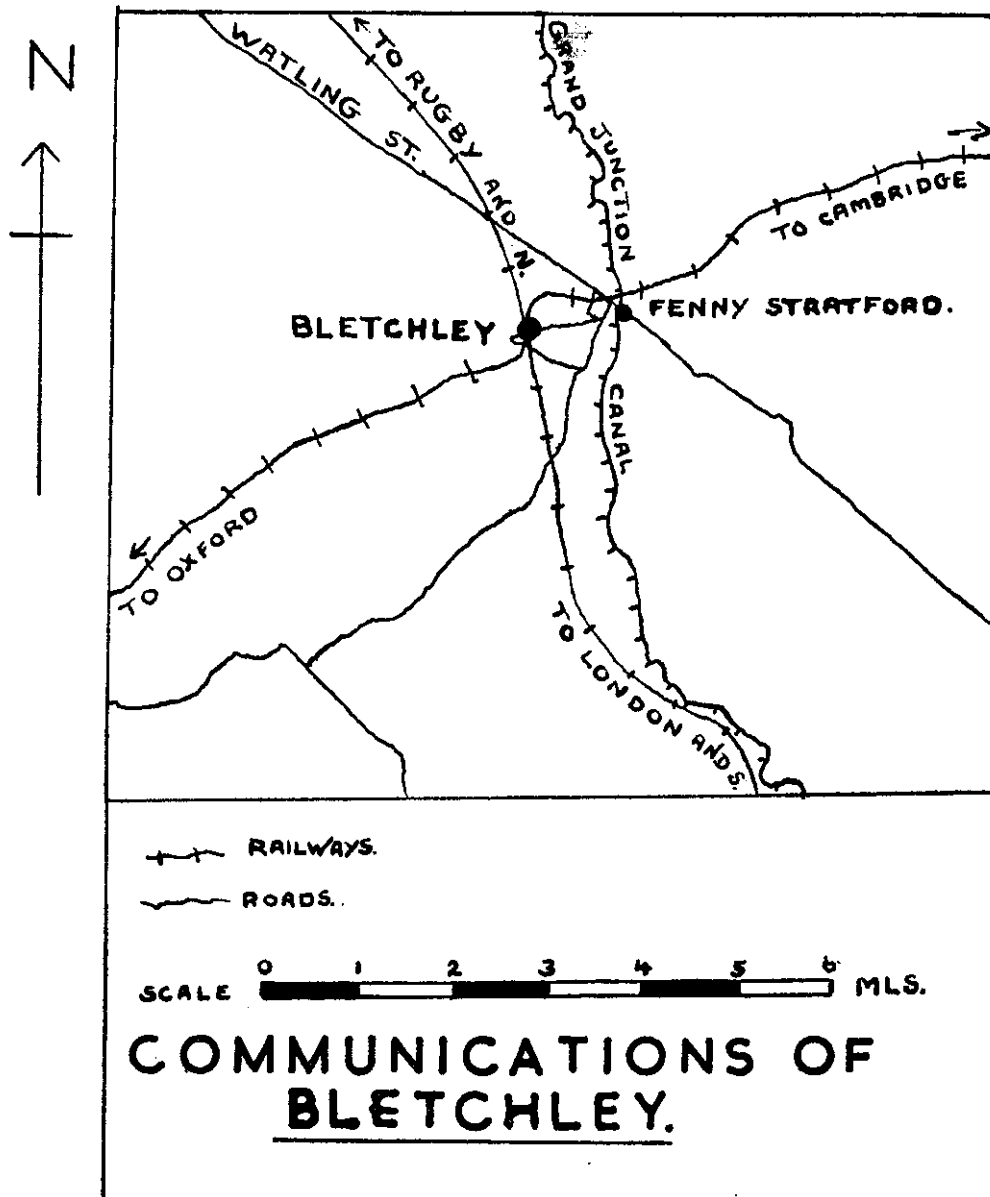 N
WATLING ST.
TO RUGBY AND N.
GRAND JUNCTION CANAL
TO CAMBRIDGE
FENNY STRATFORD.
BLETCHLEY
TO OXFORD
TO LONDON AND S.
RAILWAYS.
ROADS.
0 1 2 3 4 5 6
SCALE MLS.
COMMUNICATIONS OF
BLETCHLEY.